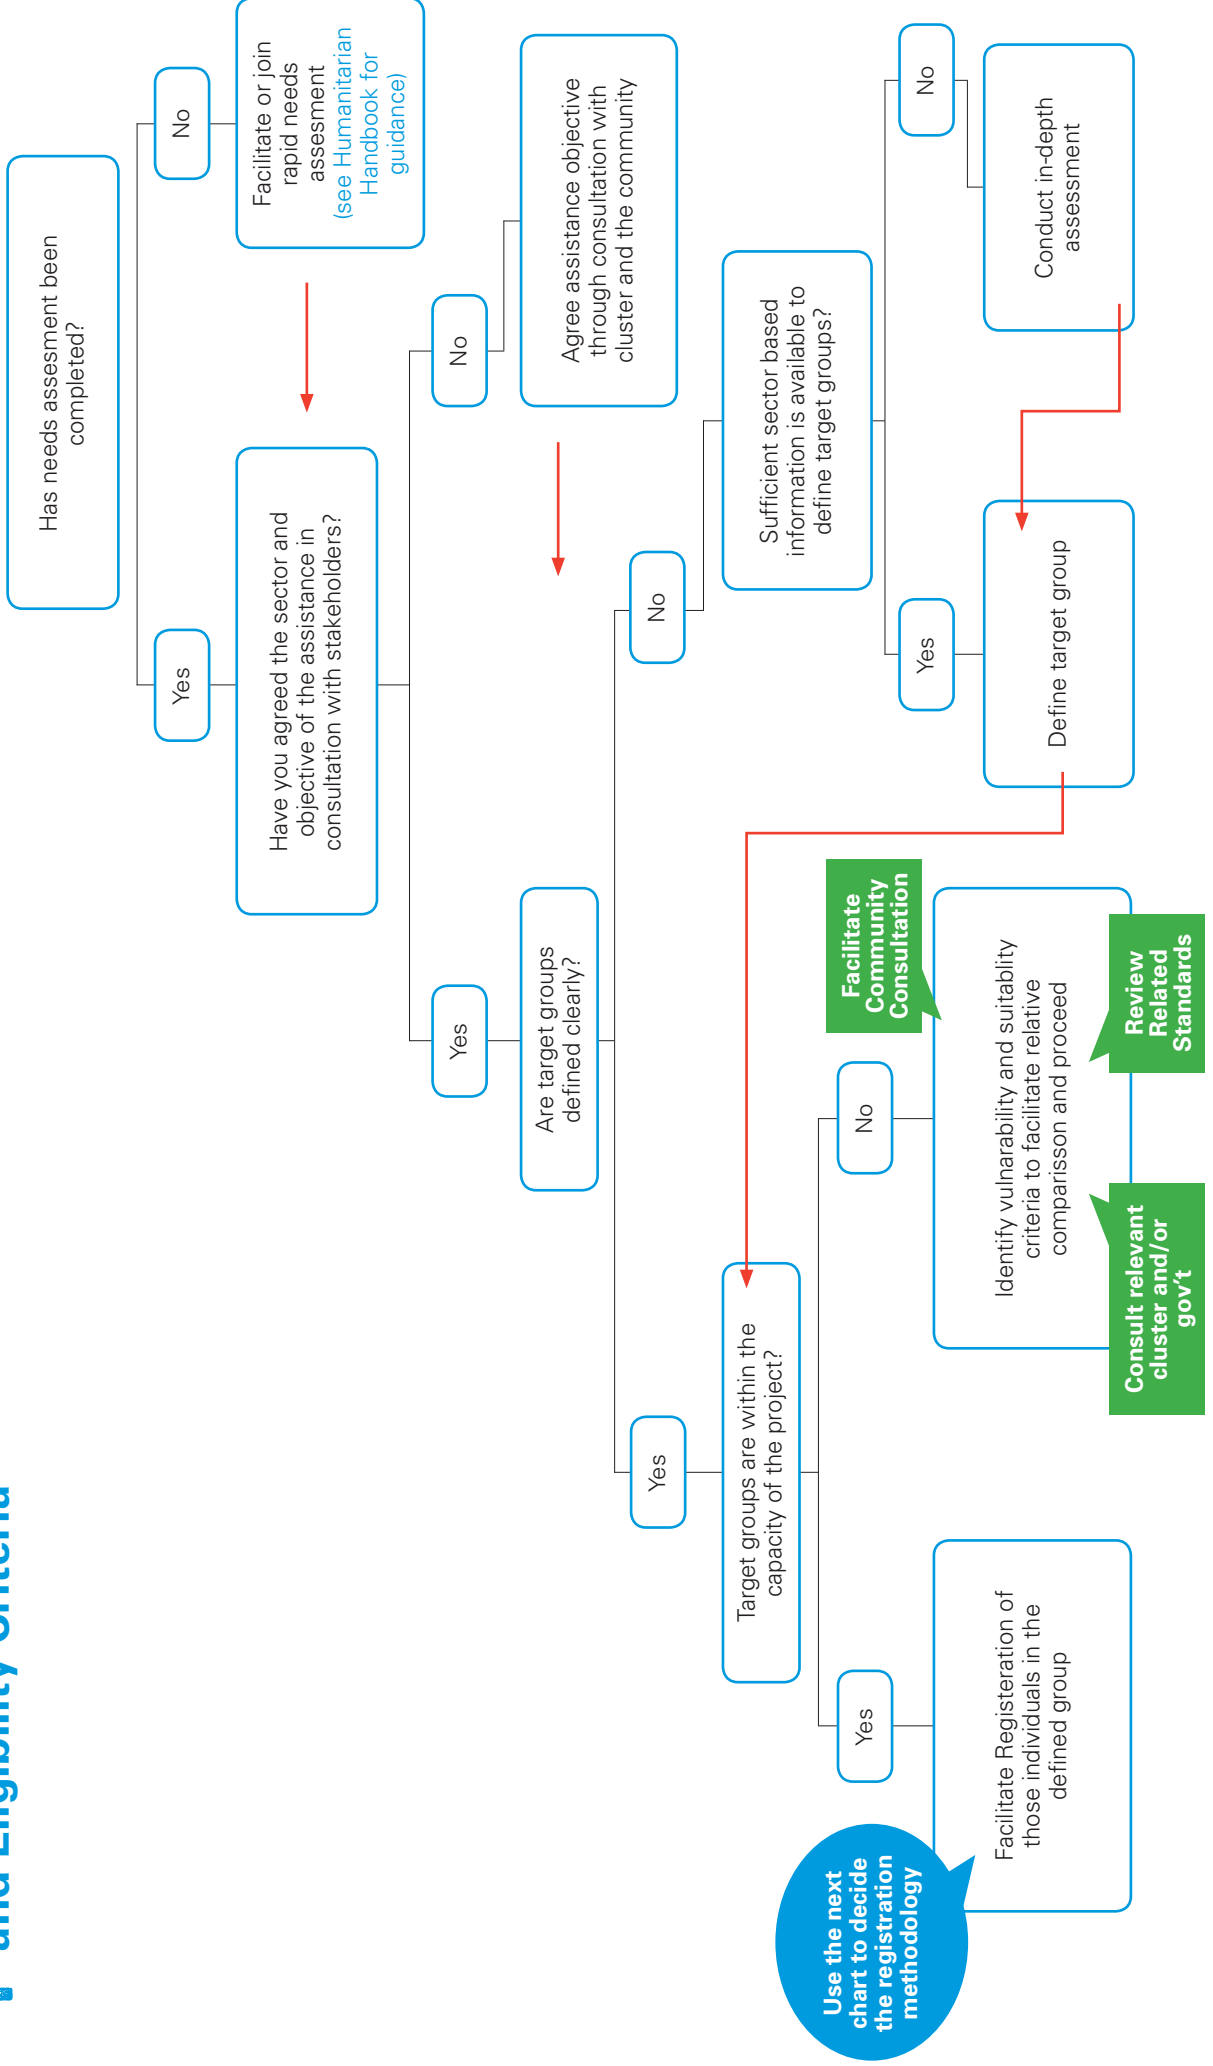 and Eligibility Criteria
Has needs assesment been
completed?
Yes
No
Have you agreed the sector and
objective of the assistance in
consultation with stakeholders?
Facilitate or join
rapid needs
assesment
(see Humanitarian
Handbook for
guidance)
Yes
No
Are target groups
defined clearly?
Agree assistance objective
through consultation with
cluster and the community
Yes
No
Target groups are within the
capacity of the project?
Sufficient sector based
information is available to
define target groups?
Yes
No
Yes
No
Use the next
chart to decide
the registration
methodology
Facilitate Registeration of
those individuals in the
defined group
Facilitate
Community
Consultation
Identify vulnarability and suitablity
criteria to facilitate relative
comparisson and proceed
Consult relevant
cluster and/or
gov't
Review
Related
Standards
Define target group
Conduct in-depth
assessment